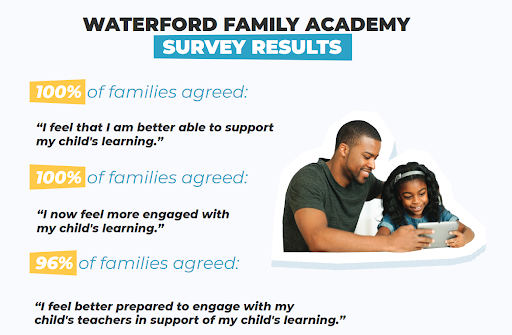 WATERFORD FAMILY ACADEMY
SURVEY RESULTS
100% of families agreed:
“I feel that I am better able to support
my child's learning.”
100% of families agreed:
“I now feel more engaged with
my child's learning.”
96% of families agreed:
“I feel better prepared to engage with my
child's teachers in support of my child's learning.”